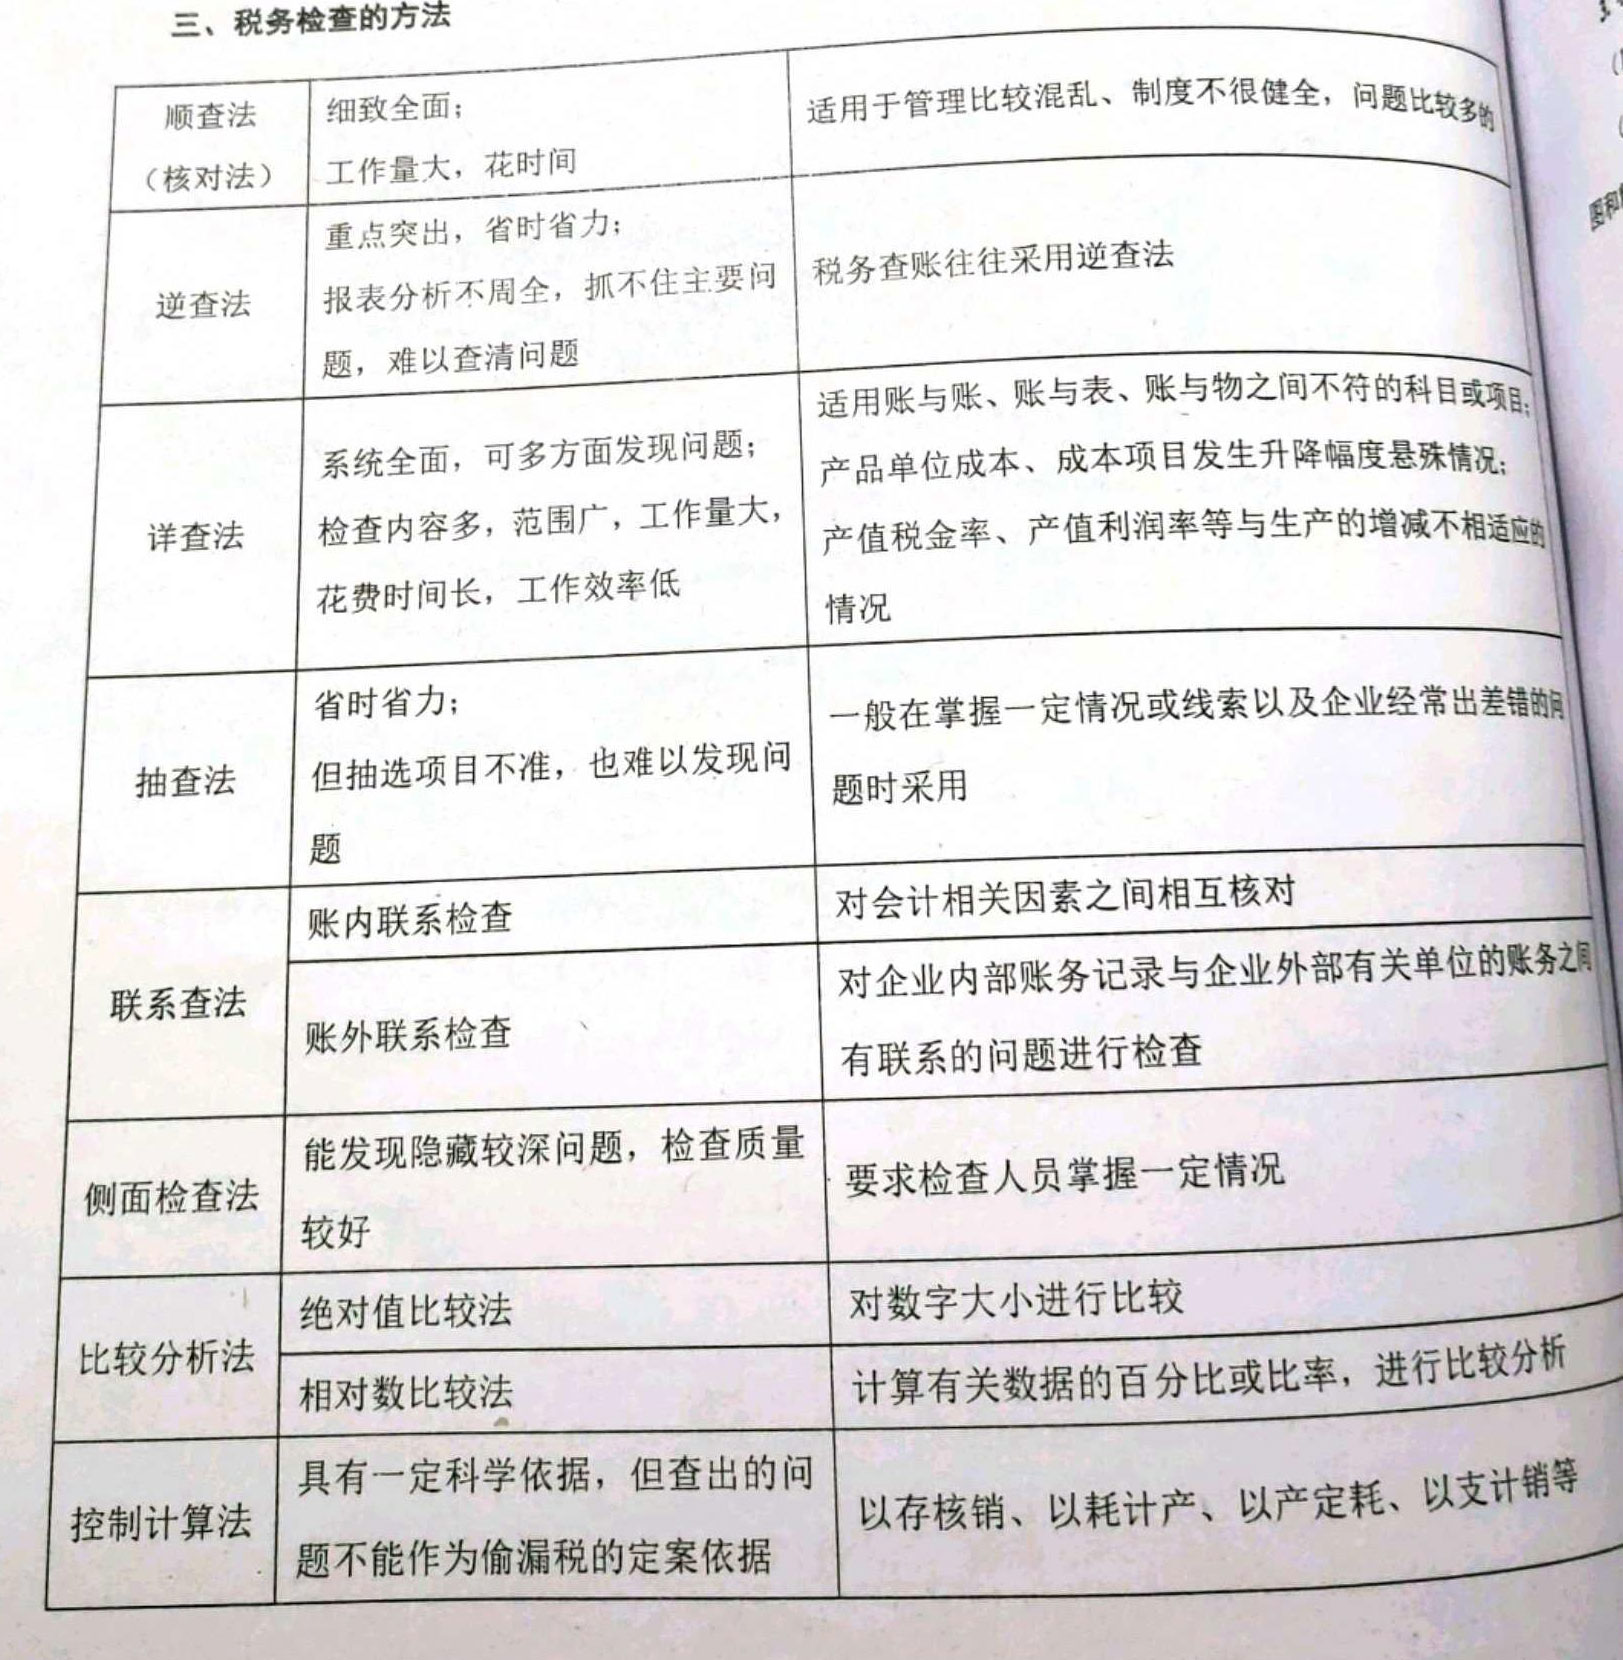 三、税务检查的方法
顺查法
（核对法）
细致全面；
工作量大，花时间
适用于管理比较混乱、制度不很健全，问题比较多的
逆查法
重点突出，省时省力；
报表分析不周全，抓不住主要问
题，难以查清问题
税务查账往往采用逆查法
详查法
系统全面，可多方面发现问题；
检查内容多，范围广，工作量大，
花费时间长，工作效率低
适用账与账、账与表、账与物之间不符的科目或项目；
产品单位成本、成本项目发生升降幅度悬殊情况；
产值税金率、产值利润率等与生产的增减不相适应的
情况
抽查法
省时省力；
但抽选项目不准，也难以发现问
题
一般在掌握一定情况或线索以及企业经常出差错的问
题时采用
联系查法
账内联系检查
对会计相关因素之间相互核对
账外联系检查
对企业内部账务记录与企业外部有关单位的账务之间
有联系的问题进行检查
侧面检查法
能发现隐藏较深问题，检查质量
较好
要求检查人员掌握一定情况
比较分析法
绝对值比较法
对数字大小进行比较
相对数比较法
计算有关数据的百分比或比率，进行比较分析
控制计算法
具有一定科学依据，但查出的问
题不能作为偷漏税的定案依据
以存核销、以耗计产、以产定耗、以支计销等
图和